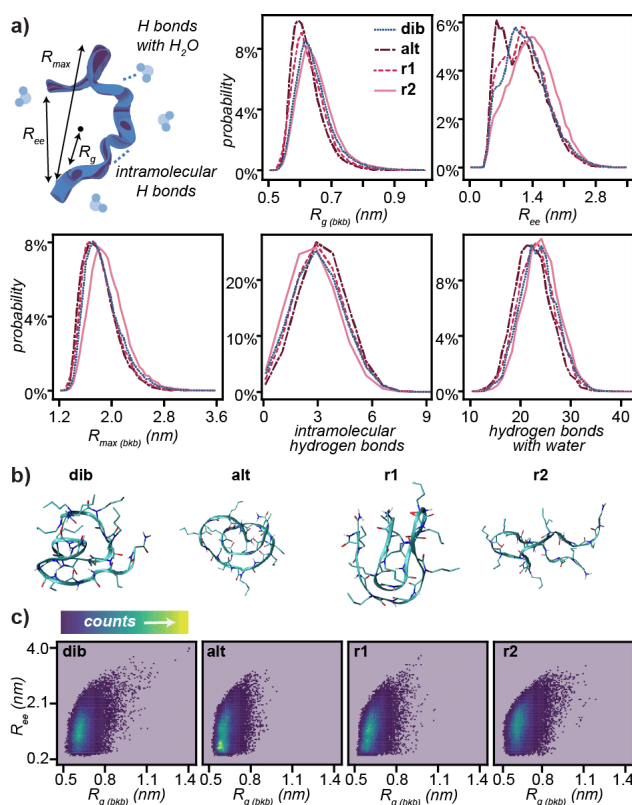 a)
H bonds
with H2O
Rmax
Ree
Rg
intramolecular
H bonds
probability
8%
4%
0%
dib
alt
r1
r2
0.5 0.7 0.9
Rg (bkb) (nm)
6%
4%
2%
0%
0.0 1.4 2.8
Ree (nm)
probability
8%
4%
0%
1.2 2.0 2.8 3.6
Rmax (bkb) (nm)
20%
10%
0%
0 3 6 9
intramolecular
hydrogen bonds
10%
5%
0%
10 20 30 40
hydrogen bonds
with water
b)
dib alt r1 r2
c)
counts
Ree (nm)
4.0
2.1
0.2
dib alt r1 r2
0.5 0.8 1.1 1.4 0.5 0.8 1.1 1.4 0.5 0.8 1.1 1.4 0.5 0.8 1.1 1.4
Rg (bkb) (nm) Rg (bkb) (nm) Rg (bkb) (nm) Rg (bkb) (nm)